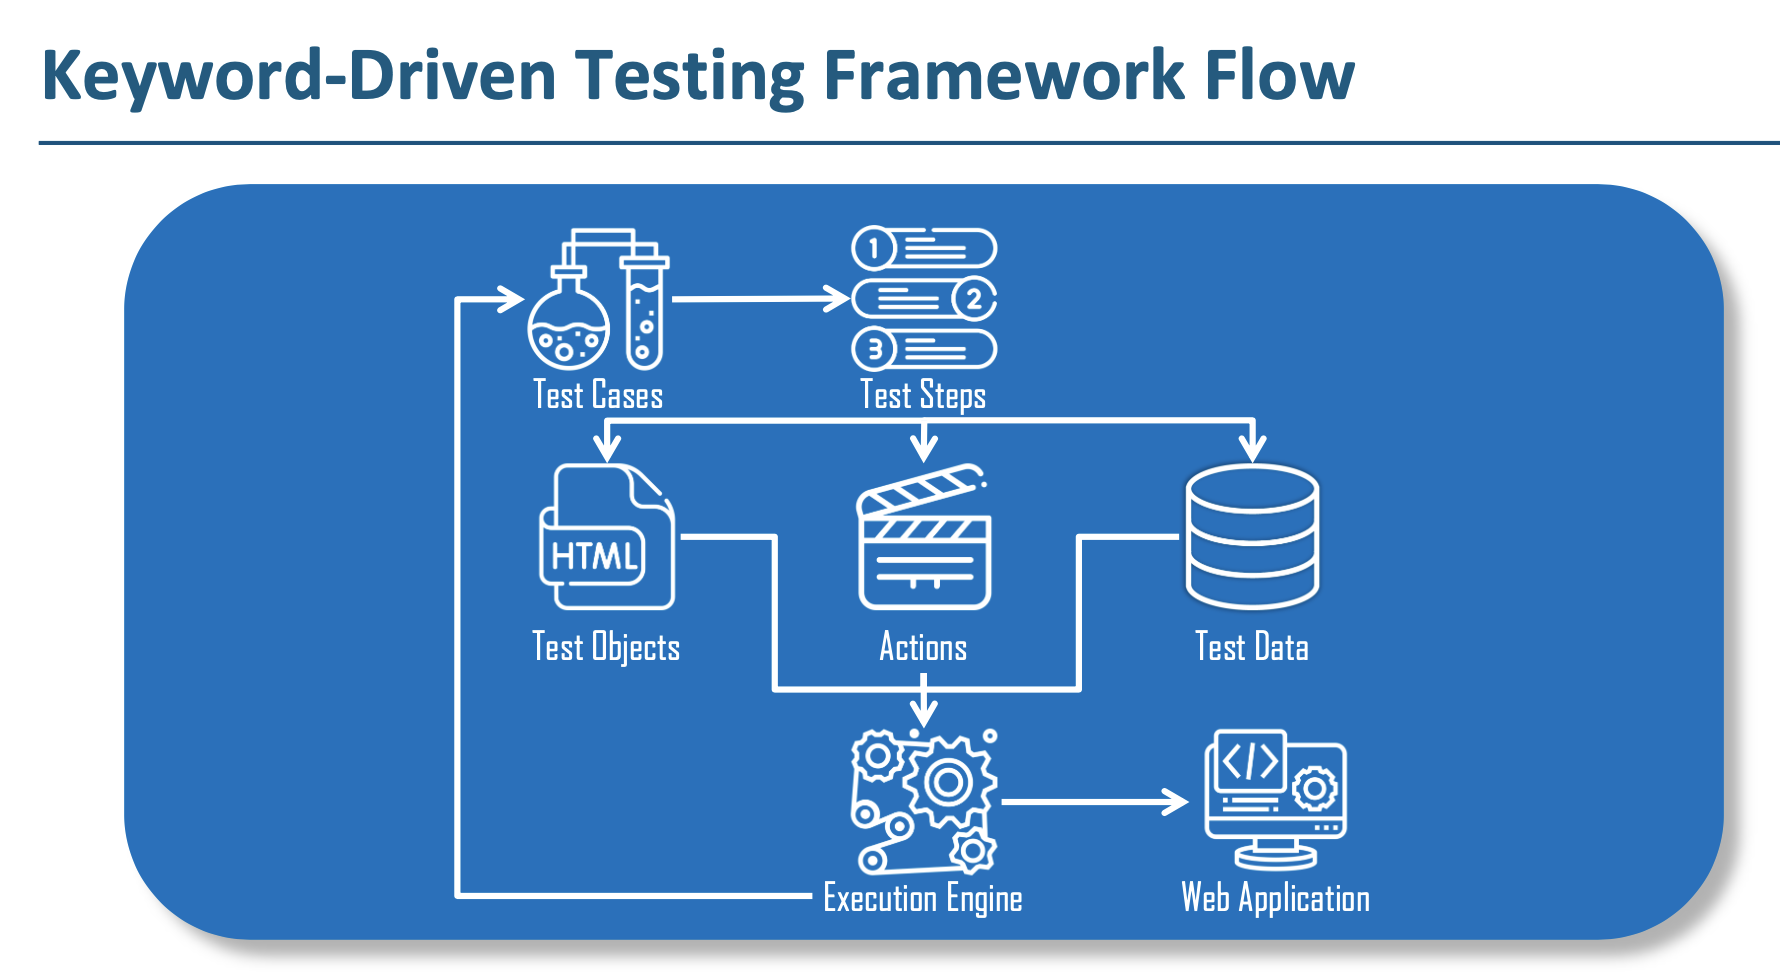 Keyword-Driven Testing Framework Flow
1
2
3
Test Cases
Test Steps
HTML
Test Objects
Actions
Test Data
</>
Execution Engine
Web Application